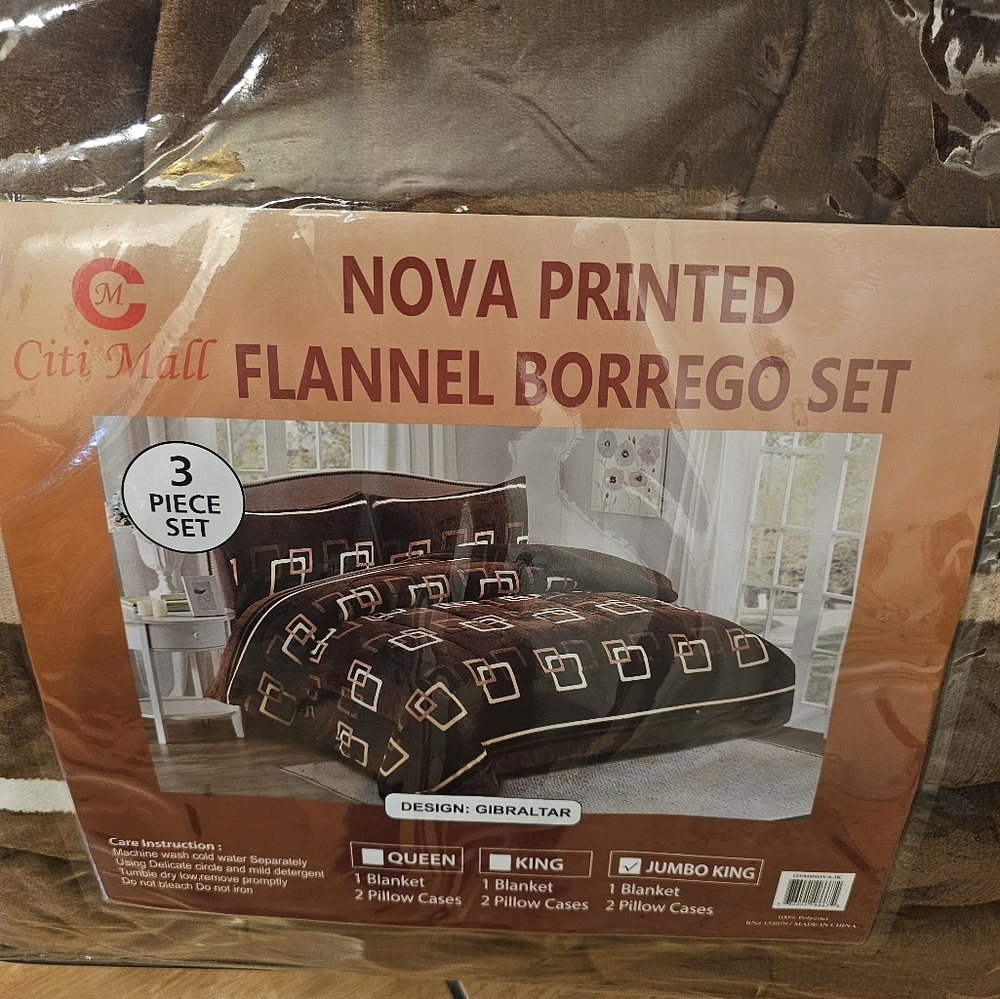 M
Citi Mall
NOVA PRINTED
FLANNEL BORREGO SET
3
PIECE
SET
DESIGN: GIBRALTAR
Care Instruction :
Machine wash cold water Separately
Using Delicate circle and mild detergent
Tumble dry low,remove promptly
Do not bleach Do not iron
QUEEN
1 Blanket
2 Pillow Cases
KING
1 Blanket
2 Pillow Cases
JUMBO KING
1 Blanket
2 Pillow Cases
100% Polyester
MADE IN CHINA